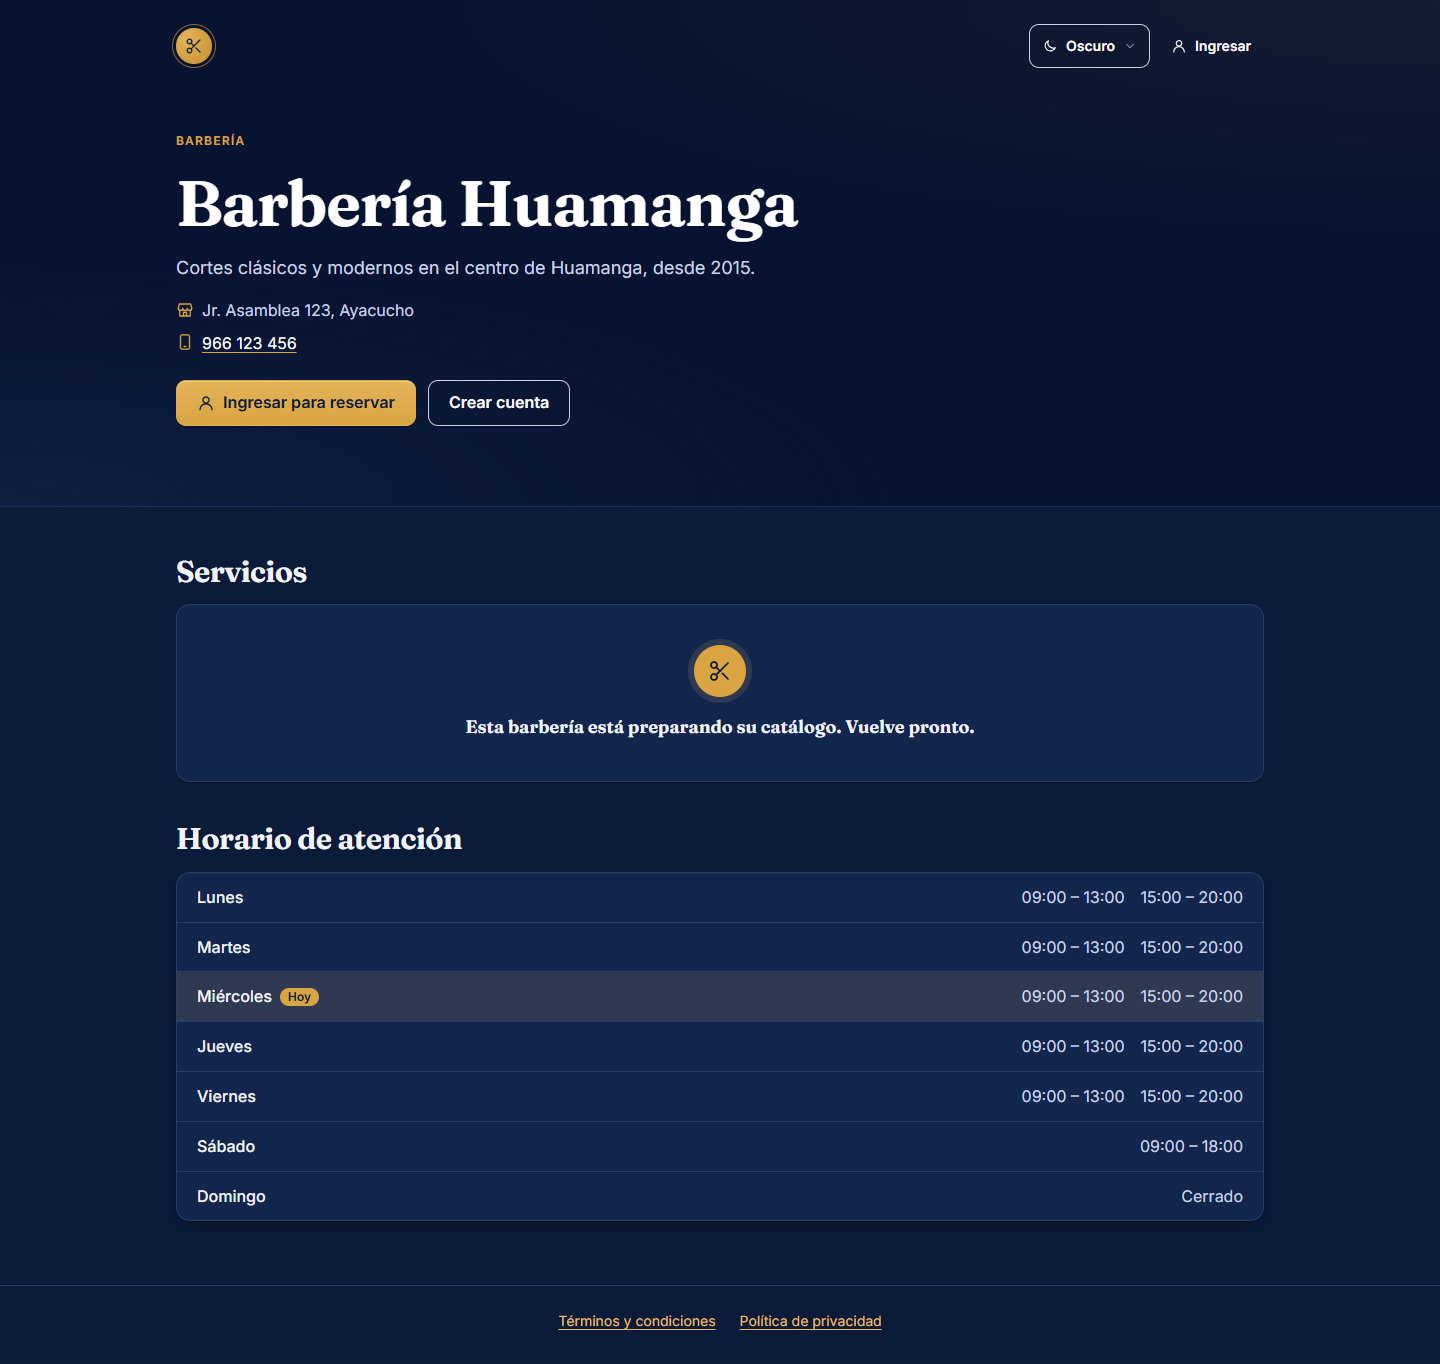 Oscuro
Ingresar
BARBERÍA
Barbería Huamanga
Cortes clásicos y modernos en el centro de Huamanga, desde 2015.
Jr. Asamblea 123, Ayacucho
966 123 456
Ingresar para reservar
Crear cuenta
Servicios
Esta barbería está preparando su catálogo. Vuelve pronto.
Horario de atención
Lunes 09:00 – 13:00 15:00 – 20:00
Martes 09:00 – 13:00 15:00 – 20:00
Miércoles Hoy 09:00 – 13:00 15:00 – 20:00
Jueves 09:00 – 13:00 15:00 – 20:00
Viernes 09:00 – 13:00 15:00 – 20:00
Sábado 09:00 – 18:00
Domingo Cerrado
Términos y condiciones Política de privacidad